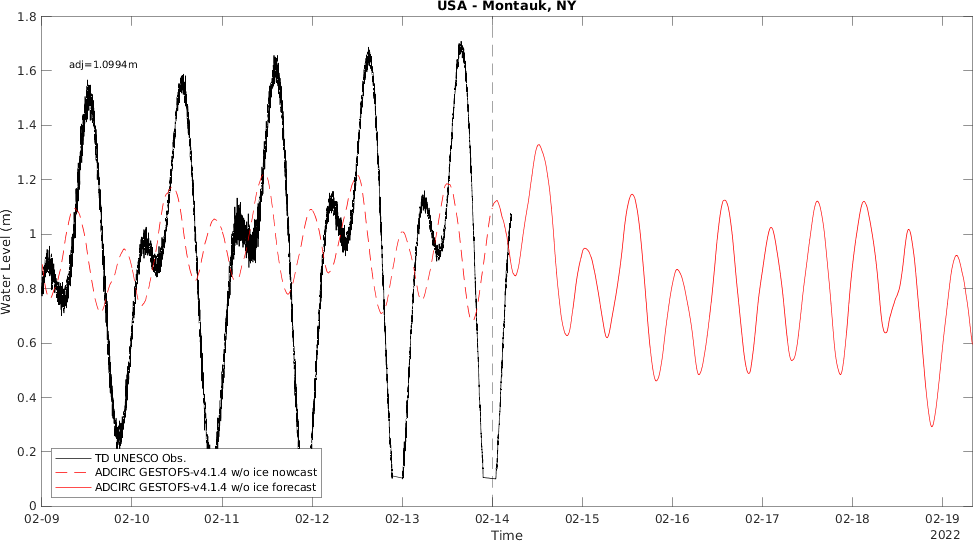 USA - Montauk, NY
adj=1.0994m
Water Level (m)
1.8
1.6
1.4
1.2
1
0.8
0.6
0.4
0.2
0
TD UNESCO Obs.
ADCIRC GESTOFS-v4.1.4 w/o ice nowcast
ADCIRC GESTOFS-v4.1.4 w/o ice forecast
02-09 02-10 02-11 02-12 02-13 02-14 02-15 02-16 02-17 02-18 02-19
Time
2022